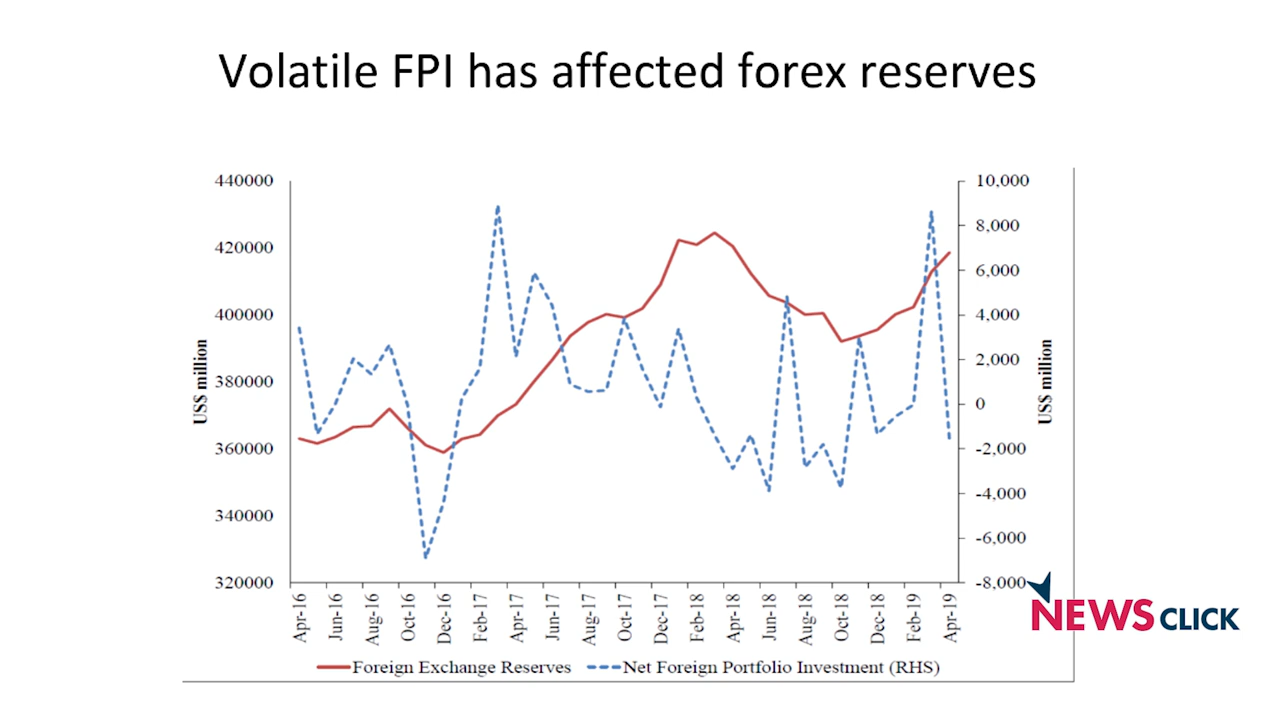 Volatile FPI has affected forex reserves
440000
420000
400000
380000
360000
340000
320000
US$ million
10,000
8,000
6,000
4,000
2,000
0
-2,000
-4,000
-6,000
-8,000
US$ million
Apr-16
Jun-16
Aug-16
Oct-16
Dec-16
Feb-17
Apr-17
Jun-17
Aug-17
Oct-17
Dec-17
Feb-18
Apr-18
Jun-18
Aug-18
Oct-18
Dec-18
Feb-19
Apr-19
Foreign Exchange Reserves
Net Foreign Portfolio Investment (RHS)
NEWSCLICK